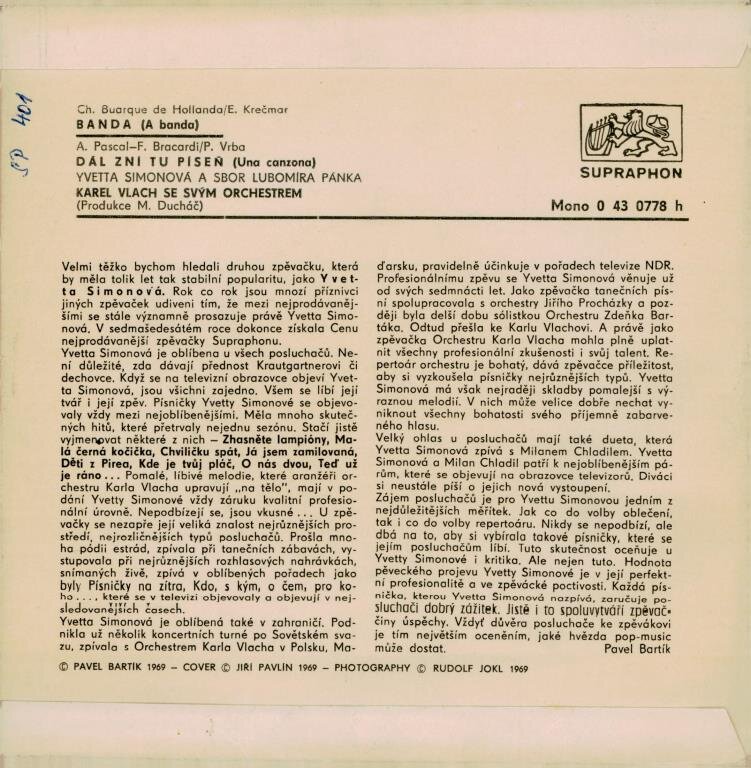 SP 401
Ch. Buarque de Hollanda/E. Krečmar
BANDA (A banda)
A. Pascal–F. Bracardi/P. Vrba
DÁL ZNÍ TU PÍSEŇ (Una canzona)
YVETTA SIMONOVÁ A SBOR LUBOMÍRA PÁNKA
KAREL VLACH SE SVÝM ORCHESTREM
(Produkce M. Ducháč)
SUPRAPHON
Mono 0 43 0778 h
Velmi těžko bychom hledali druhou zpěvačku, která
by měla tolik let tak stabilní popularitu, jako Yvet-
ta Simonová. Rok co rok jsou mnozí příznivci
jiných zpěvaček udiveni tím, že mezi nejprodávaněj-
šími se stále významně prosazuje právě Yvetta Simo-
nová. V sedmašedesátém roce dokonce získala Cenu
nejprodávanější zpěvačky Supraphonu.
Yvetta Simonová je oblíbena u všech posluchačů. Ne-
ní důležité, zda dávají přednost Krautgartnerovi či
dechovce. Když se na televizní obrazovce objeví Yvet-
ta Simonová, jsou všichni zajedno. Všem se líbí její
tvář i její zpěv. Písničky Yvetty Simonové se objevo-
valy vždy mezi nejoblíbenějšími. Měla mnoho skuteč-
ných hitů, které přetrvaly nejednu sezónu. Stačí jistě
vyjmenovat některé z nich – Zhasněte lampióny, Ma-
lá černá kočička, Chviličku spát, Já jsem zamilovaná,
Děti z Pirea, Kde je tvůj pláč, O nás dvou, Teď už
je ráno... Pomalé, líbivé melodie, které aranžéři or-
chestru Karla Vlacha upravují „na tělo", mají v po-
dání Yvetty Simonové vždy záruku kvalitní profesio-
nální úrovně. Nepodbízejí se, jsou vkusné... U zpě-
vačky se nezapře její veliká znalost nejrůznějších pro-
středí, nejrozličnějších typů posluchačů. Prošla mno-
ha pódii estrád, zpívala při tanečních zábavách, vy-
stupovala při nejrůznějších rozhlasových nahrávkách,
snímaných živě, zpívá v oblíbených pořadech jako
byly Písničky na zítra, Kdo, s kým, o čem, pro ko-
ho..., které se v televizi objevovaly a objevují v nej-
sledovanějších časech.
Yvetta Simonová je oblíbená také v zahraničí. Pod-
nikla už několik koncertních turné po Sovětském sva-
zu, zpívala s Orchestrem Karla Vlacha v Polsku, Ma-
ďarsku, pravidelně účinkuje v pořadech televize NDR.
Profesionálnímu zpěvu se Yvetta Simonová věnuje už
od svých sedmnácti let. Jako zpěvačka tanečních pís-
ní spolupracovala s orchestry Jiřího Procházky a poz-
ději byla delší dobu sólistkou Orchestru Zdeňka Bar-
táka. Odtud přešla ke Karlu Vlachovi. A právě jako
zpěvačka Orchestru Karla Vlacha mohla plně uplat-
nit všechny profesionální zkušenosti i svůj talent. Re-
pertoár orchestru je bohatý, dává zpěvačce příležitost,
aby si vyzkoušela písničky nejrůznějších typů. Yvetta
Simonová má však nejraději skladby pomalejší s vý-
raznou melodií. V nich může velice dobře nechat vy-
niknout všechny bohatosti svého příjemně zabarve-
ného hlasu.
Velký ohlas u posluchačů mají také dueta, která
Yvetta Simonová zpívá s Milanem Chladilem. Yvetta
Simonová a Milan Chladil patří k nejoblíbenějším pá-
rům, které se objevují na obrazovce televizorů. Diváci
si neustále píší o jejich nová vystoupení.
Zájem posluchačů je pro Yvettu Simonovou jedním z
nejdůležitějších měřítek. Jak co do volby oblečení,
tak i co do volby repertoáru. Nikdy se nepodbízí, ale
dbá na to, aby si vybírala takové písničky, které se
jejím posluchačům líbí. Tuto skutečnost oceňuje u
Yvetty Simonové i kritika. Ale nejen tuto. Hodnota
pěveckého projevu Yvetty Simonové je v její perfekt-
ní profesionalitě a ve zpěvácké poctivosti. Každá pís-
nička, kterou Yvetta Simonová nazpívá, zaručuje po-
sluchači dobrý zážitek. Jistě i to spoluvytváří zpěvač-
činy úspěchy. Vždyť důvěra posluchače ke zpěvákovi
je tím největším oceněním, jaké hvězda pop-music
může dostat.
Pavel Bartík
© PAVEL BARTÍK 1969 – COVER © JIŘÍ PAVLÍN 1969 – PHOTOGRAPHY © RUDOLF JOKL 1969